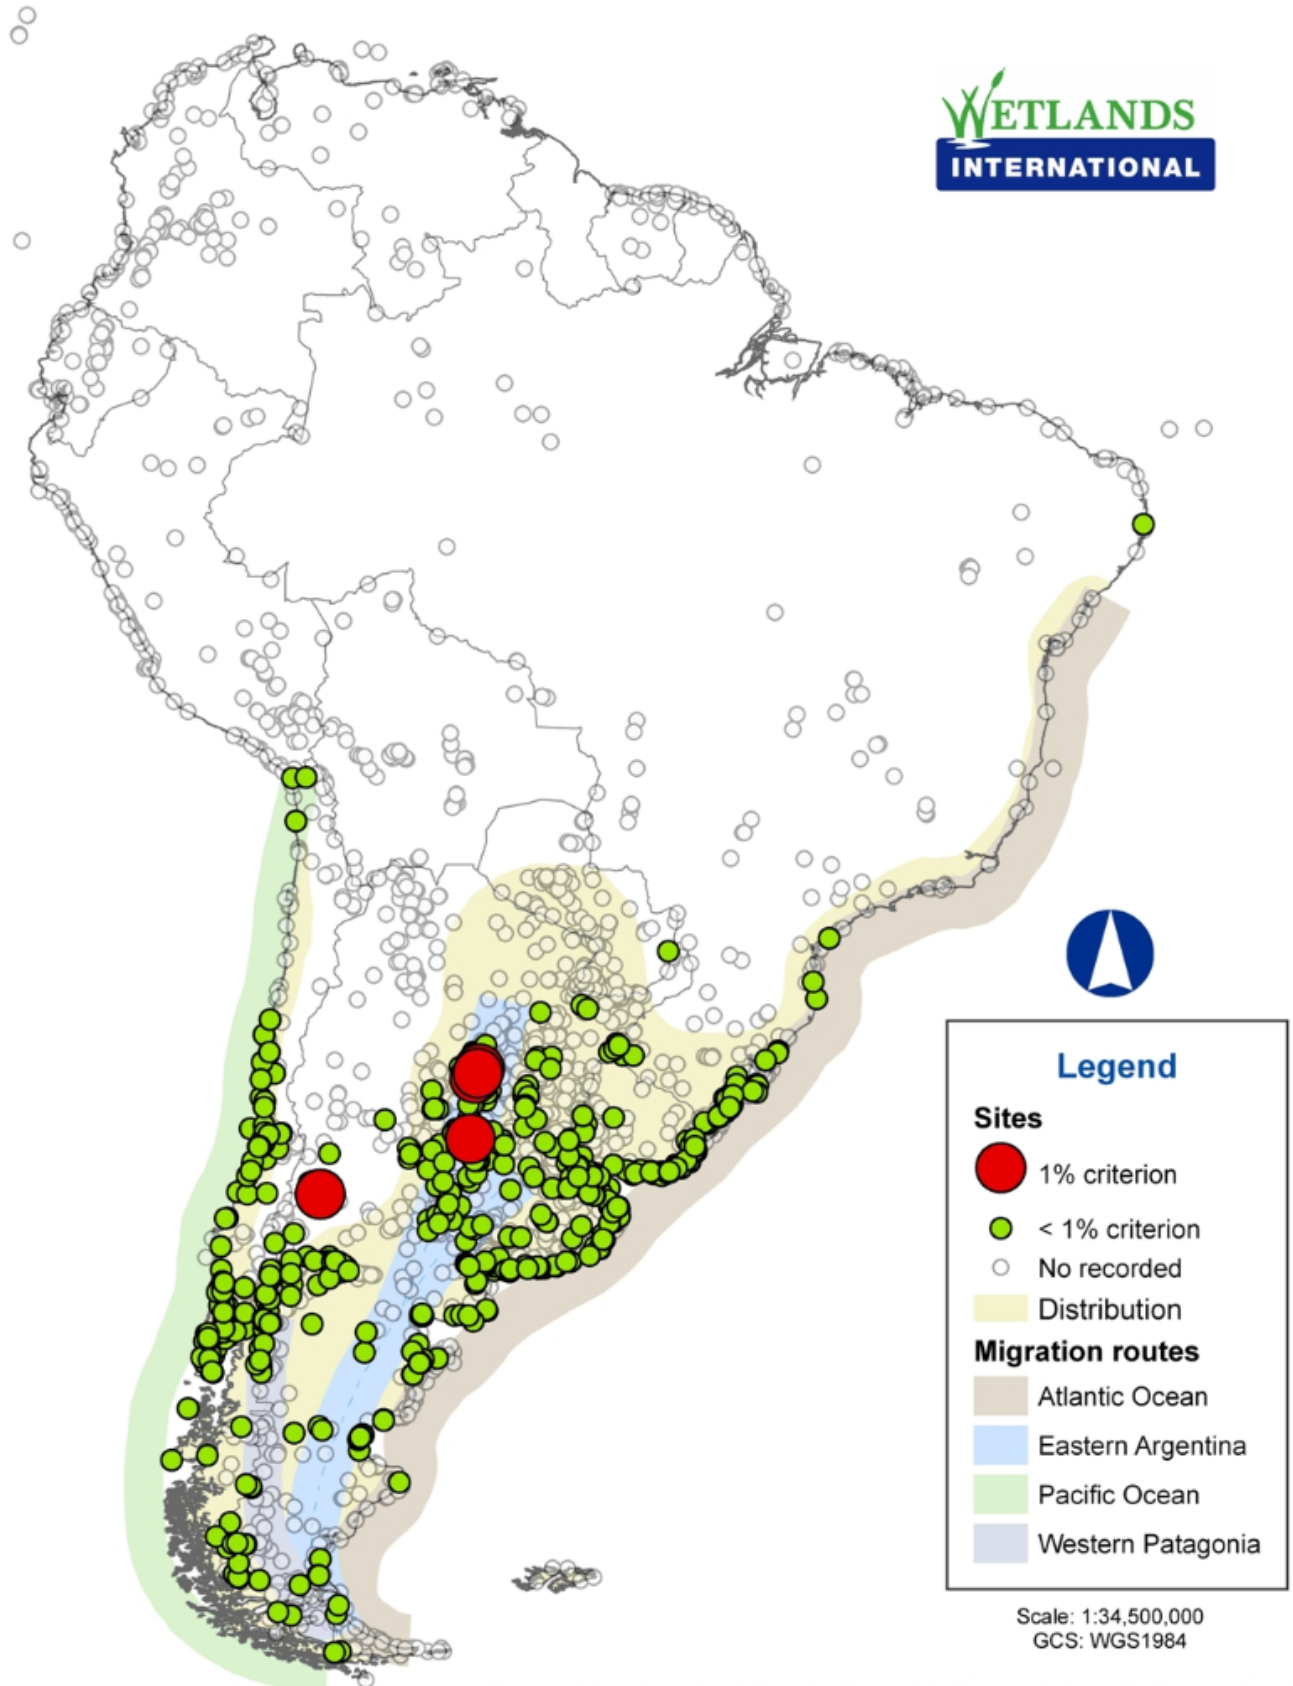 WETLANDS
INTERNATIONAL
Legend
Sites
1% criterion
< 1% criterion
No recorded
Distribution
Migration routes
Atlantic Ocean
Eastern Argentina
Pacific Ocean
Western Patagonia
Scale: 1:34,500,000
GCS: WGS1984